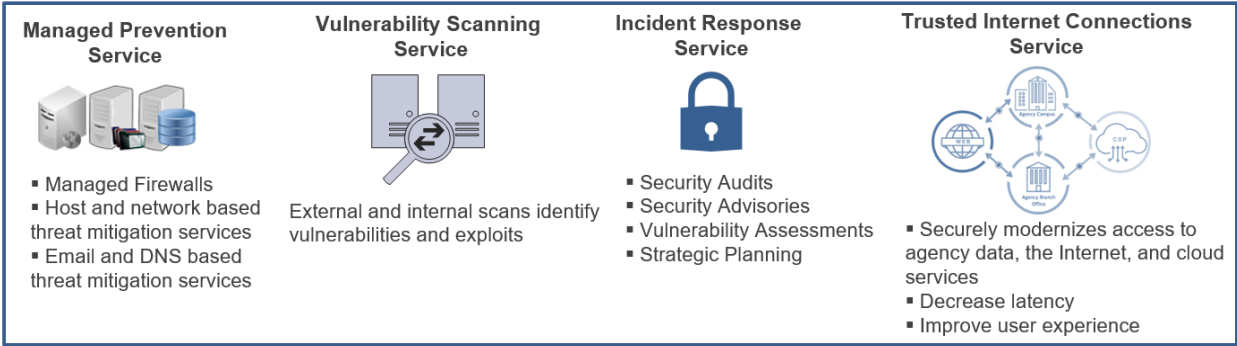 Managed Prevention
Service
▪ Managed Firewalls
▪ Host and network based
threat mitigation services
▪ Email and DNS based
threat mitigation services
Vulnerability Scanning
Service
External and internal scans identify
vulnerabilities and exploits
Incident Response
Service
▪ Security Audits
▪ Security Advisories
▪ Vulnerability Assessments
▪ Strategic Planning
Trusted Internet Connections
Service
Agency Campus
WEB
CSP
Agency Branch
Office
▪ Securely modernizes access to
agency data, the Internet, and cloud
services
▪ Decrease latency
▪ Improve user experience